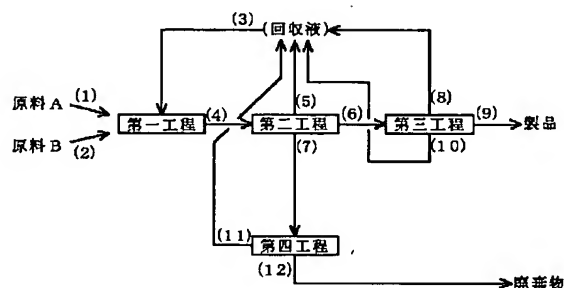 (3)
(回収液)
原料A (1)
(4) (5) (6) (8) (9)
第一工程 第二工程 第三工程 製品
原料B (2)
(7) (10)
(11) 第四工程
(12)
廃棄物